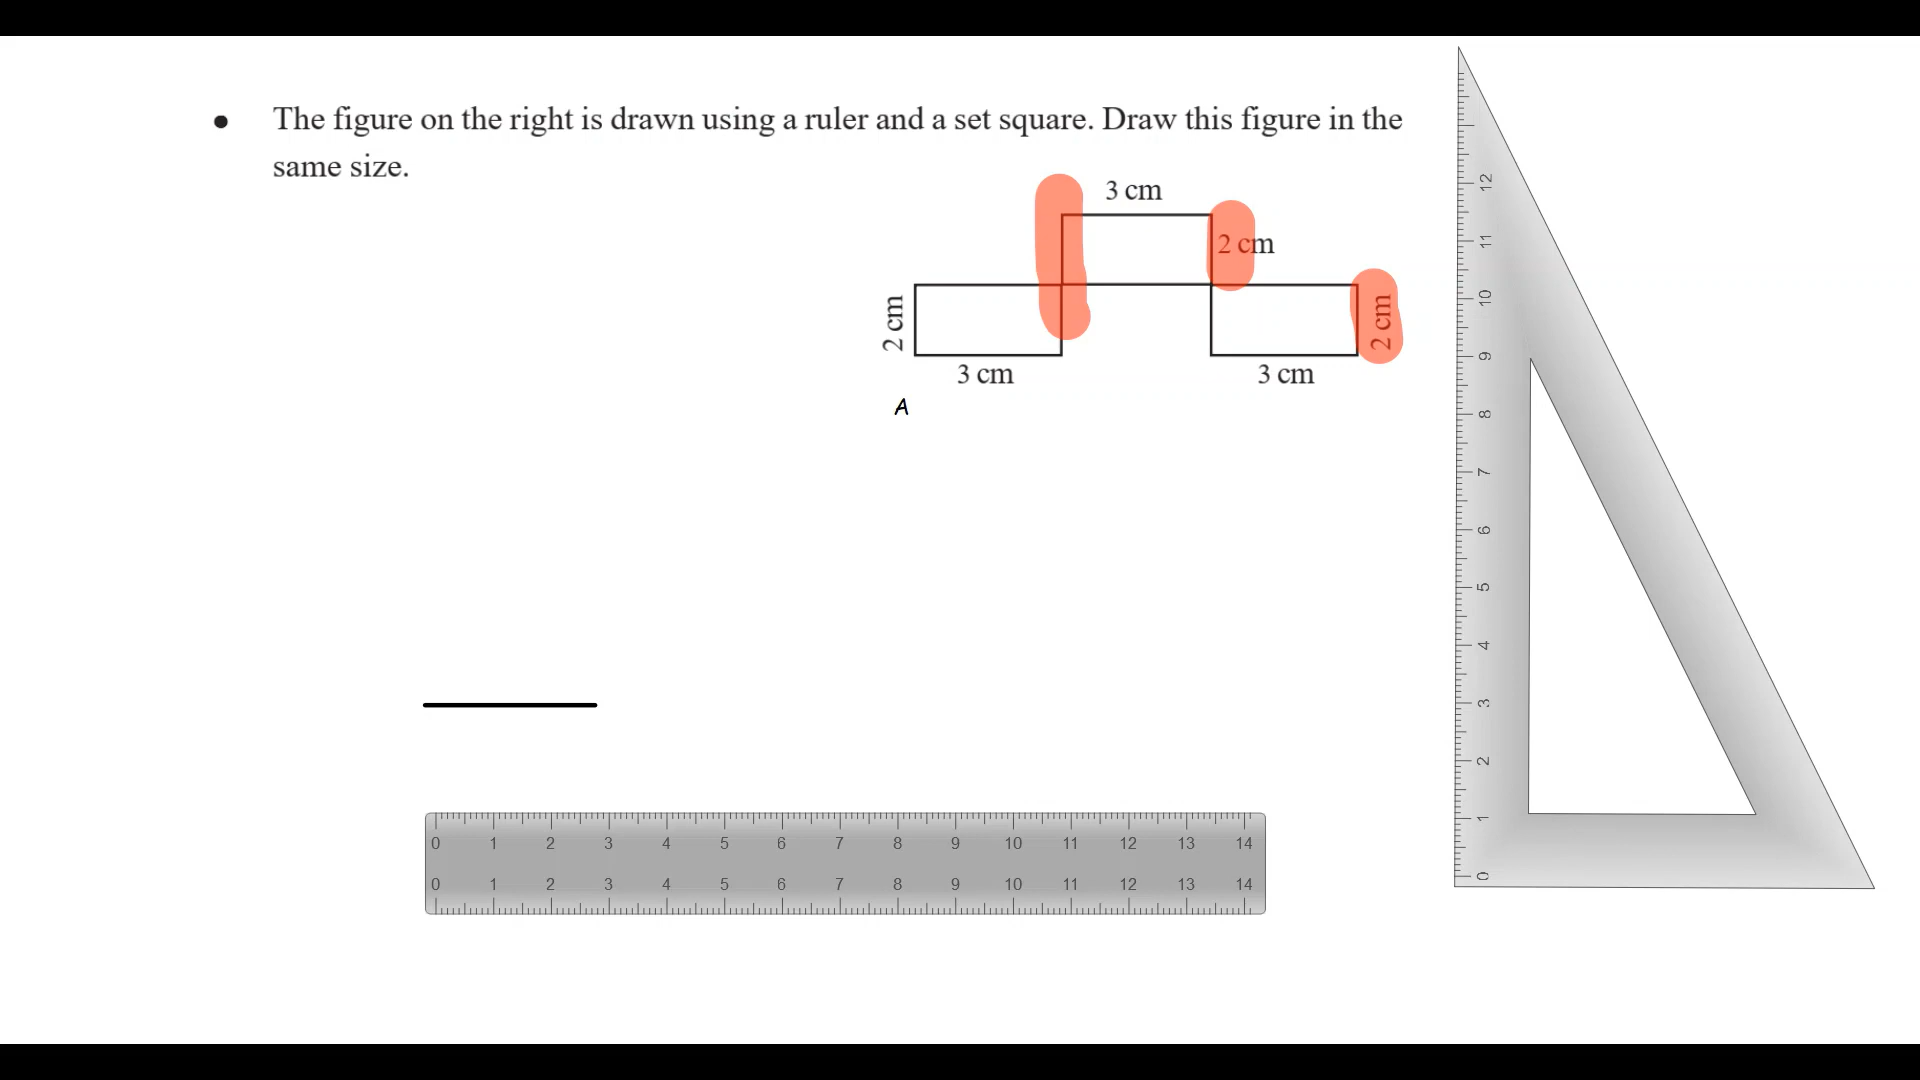 ● The figure on the right is drawn using a ruler and a set square. Draw this figure in the
same size.
3 cm
2 cm
2 cm
2 cm
3 cm
3 cm
A
0 1 2 3 4 5 6 7 8 9 10 11 12 13 14
0 1 2 3 4 5 6 7 8 9 10 11 12 13 14
12
11
10
9
8
7
6
5
4
3
2
1
0